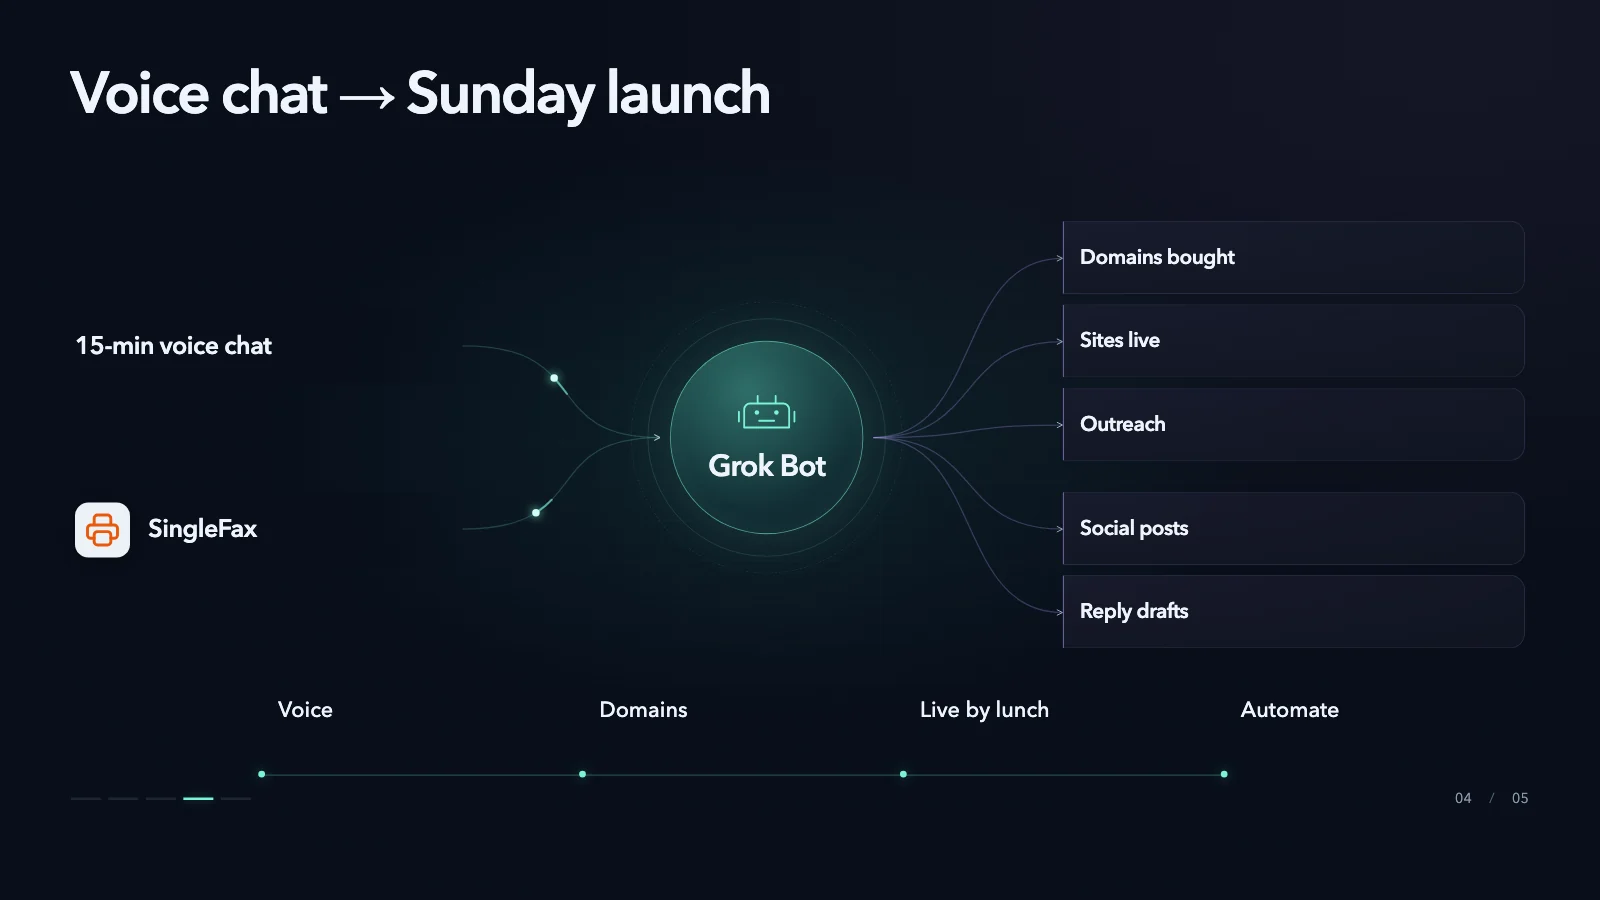 Voice chat → Sunday launch
15-min voice chat
SingleFax
Grok Bot
Domains bought
Sites live
Outreach
Social posts
Reply drafts
Voice
Domains
Live by lunch
Automate
04 / 05